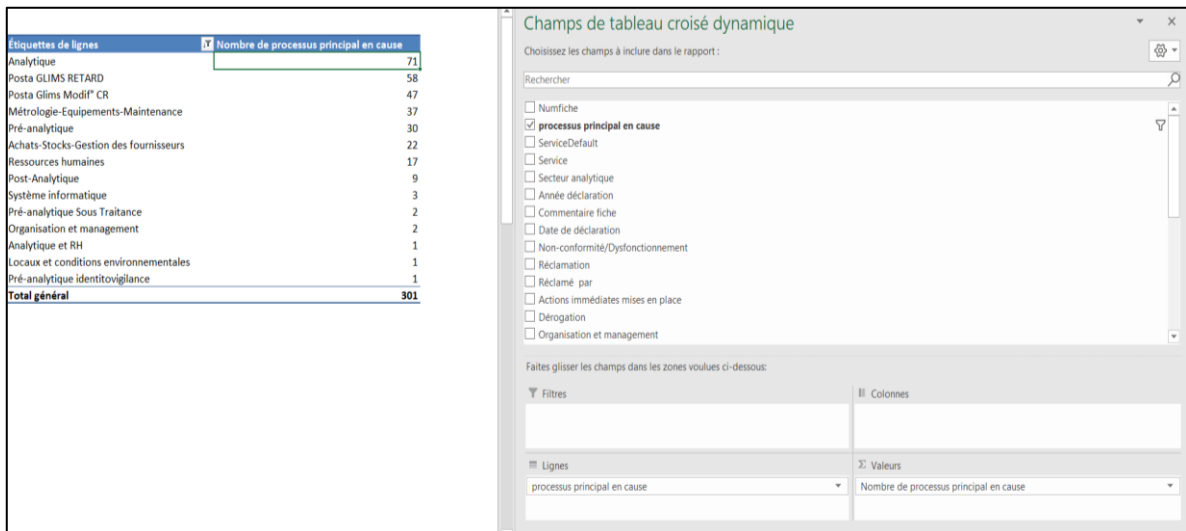 Étiquettes de lignes Nombre de processus principal en cause
Analytique 71
Posta GLIMS RETARD 58
Posta Glims Modif° CR 47
Métrologie-Equipements-Maintenance 37
Pré-analytique 30
Achats-Stocks-Gestion des fournisseurs 22
Ressources humaines 17
Post-Analytique 9
Système informatique 3
Pré-analytique Sous Traitance 2
Organisation et management 2
Analytique et RH 1
Locaux et conditions environnementales 1
Pré-analytique identitovigilance 1
Total général 301
Champs de tableau croisé dynamique
Choisissez les champs à inclure dans le rapport :
Rechercher
Numfiche
processus principal en cause
ServiceDefault
Service
Secteur analytique
Année déclaration
Commentaire fiche
Date de déclaration
Non-conformité/Dysfonctionnement
Réclamation
Réclamé par
Actions immédiates mises en place
Dérogation
Organisation et management
Faites glisser les champs dans les zones voulues ci-dessous:
Filtres
Colonnes
Lignes
Σ Valeurs
processus principal en cause
Nombre de processus principal en cause